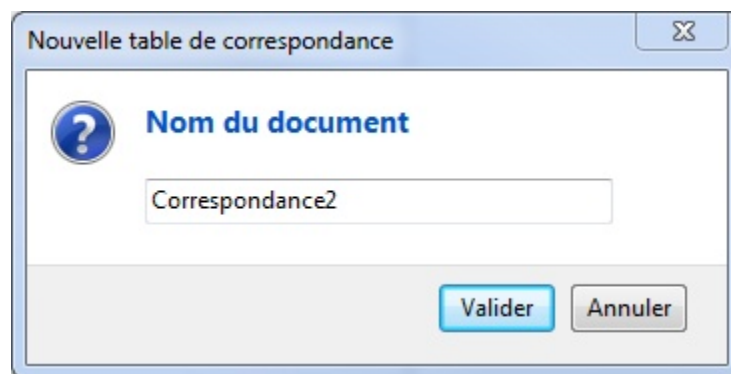 Nouvelle table de correspondance
Nom du document
Correspondance2
Valider Annuler